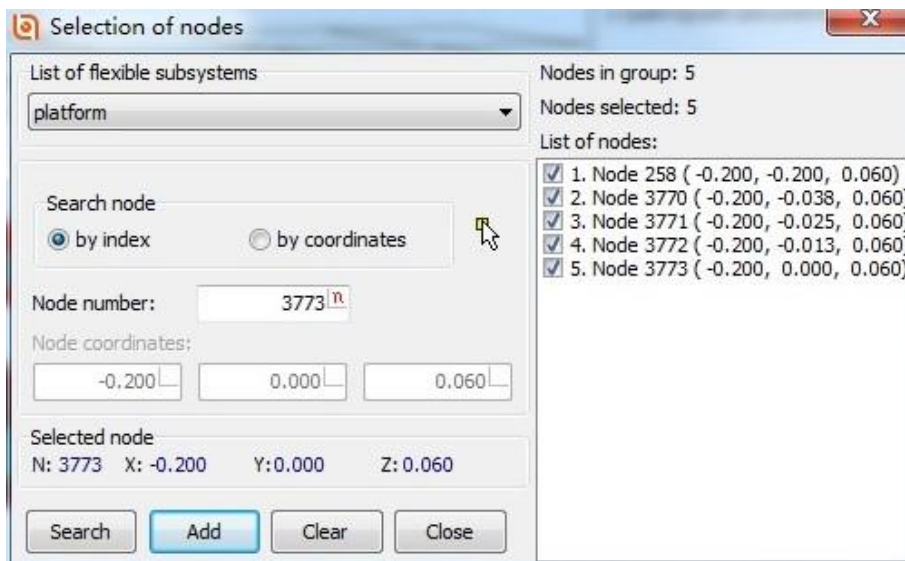 Selection of nodes
List of flexible subsystems
platform
Search node
by index
by coordinates
Node number:
3773 n
Node coordinates:
-0.200
0.000
0.060
Selected node
N: 3773 X: -0.200 Y:0.000 Z: 0.060
Search
Add
Clear
Close
Nodes in group: 5
Nodes selected: 5
List of nodes:
1. Node 258 ( -0.200, -0.200, 0.060)
2. Node 3770 ( -0.200, -0.038, 0.060)
3. Node 3771 ( -0.200, -0.025, 0.060)
4. Node 3772 ( -0.200, -0.013, 0.060)
5. Node 3773 ( -0.200, 0.000, 0.060)